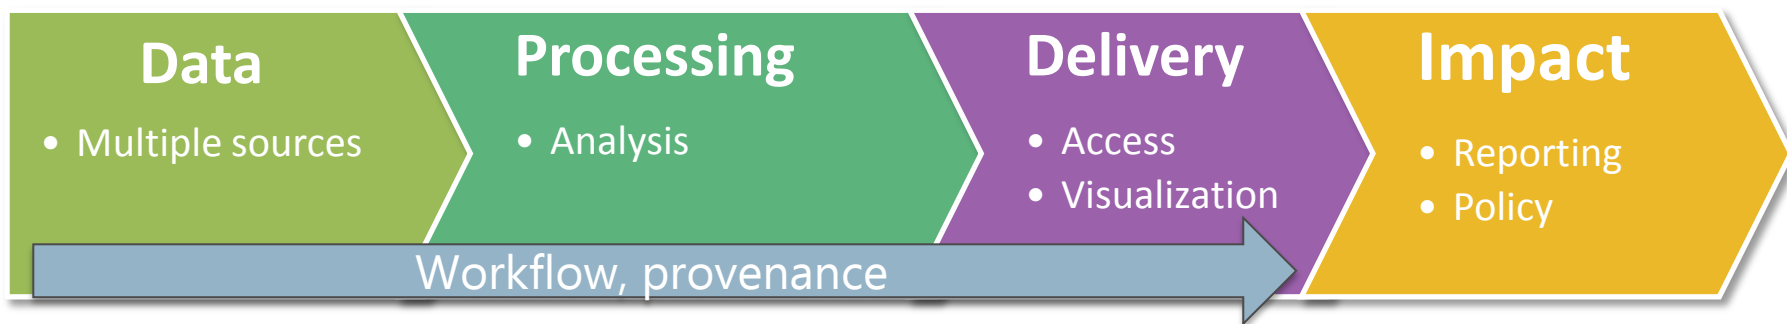 Data
• Multiple sources
Processing
• Analysis
Delivery
• Access
• Visualization
Impact
• Reporting
• Policy
Workflow, provenance